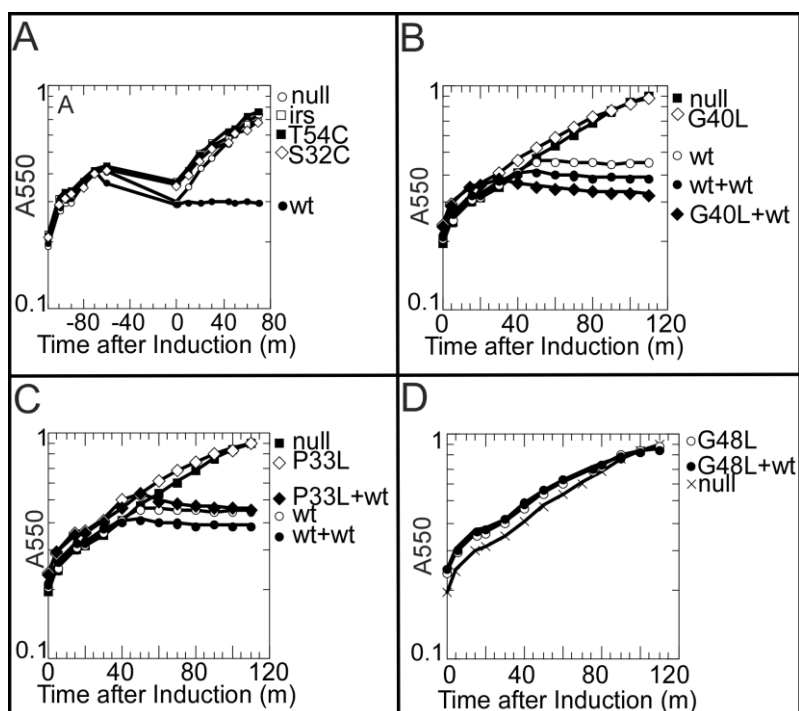 A
1
A
A550
0.1
-80 -40 0 40 80
Time after Induction (m)
null
irs
T54C
S32C
wt
B
1
A550
0.1
0 40 80 120
Time after Induction (m)
null
G40L
wt
wt+wt
G40L+wt
C
1
A550
0.1
0 40 80 120
Time after Induction (m)
null
P33L
P33L+wt
wt
wt+wt
D
1
A550
0.1
0 40 80 120
Time after Induction (m)
G48L
G48L+wt
null